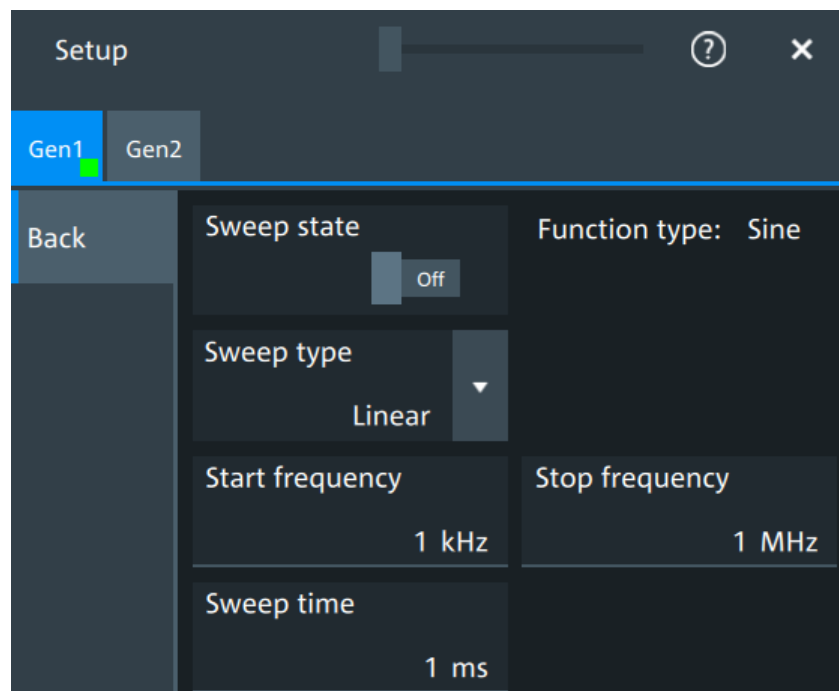 Setup
?
Gen1 Gen2
Back
Sweep state
Off
Function type: Sine
Sweep type
Linear
Start frequency
1 kHz
Stop frequency
1 MHz
Sweep time
1 ms